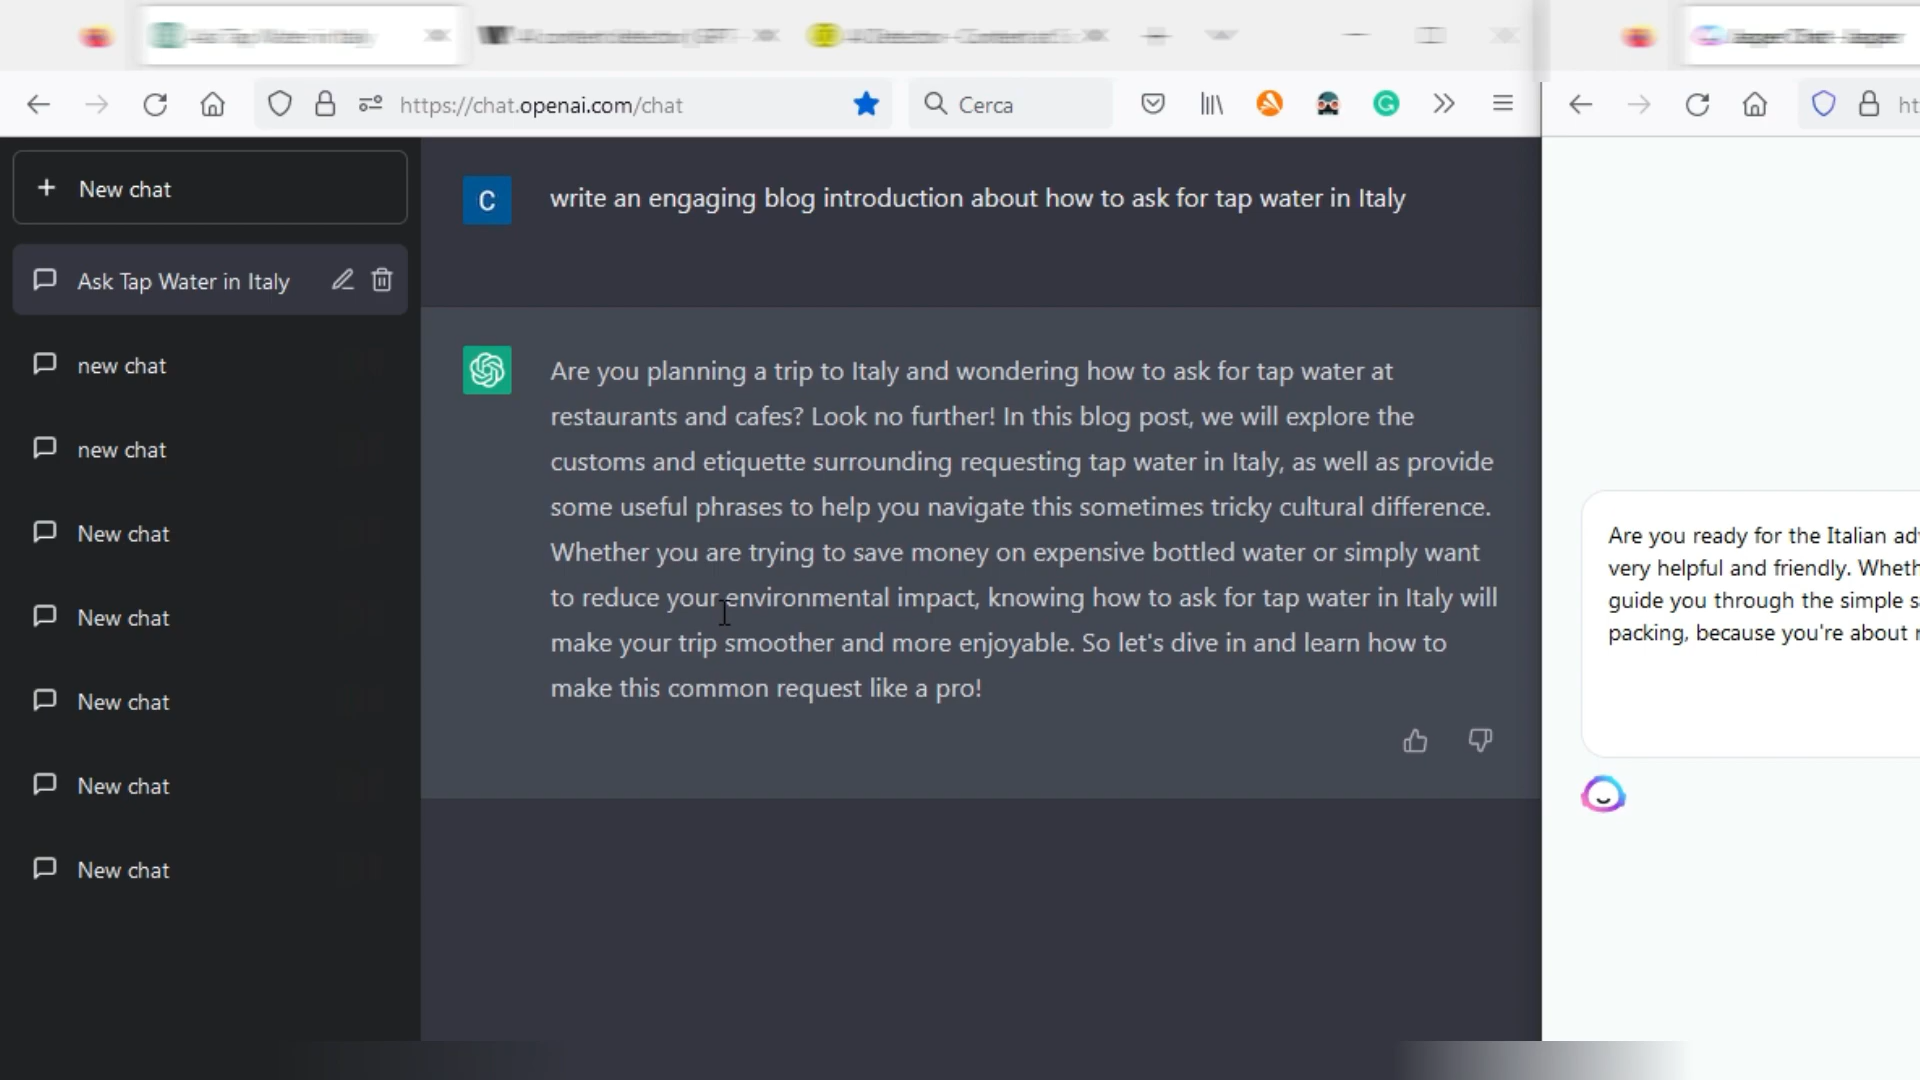 https://chat.openai.com/chat
Cerca
ht
New chat
Ask Tap Water in Italy
new chat
new chat
New chat
New chat
New chat
New chat
New chat
C
write an engaging blog introduction about how to ask for tap water in Italy
Are you planning a trip to Italy and wondering how to ask for tap water at
restaurants and cafes? Look no further! In this blog post, we will explore the
customs and etiquette surrounding requesting tap water in Italy, as well as provide
some useful phrases to help you navigate this sometimes tricky cultural difference.
Whether you are trying to save money on expensive bottled water or simply want
to reduce your environmental impact, knowing how to ask for tap water in Italy will
make your trip smoother and more enjoyable. So let's dive in and learn how to
make this common request like a pro!
Are you ready for the Italian adv
very helpful and friendly. Wheth
guide you through the simple s
packing, because you're about